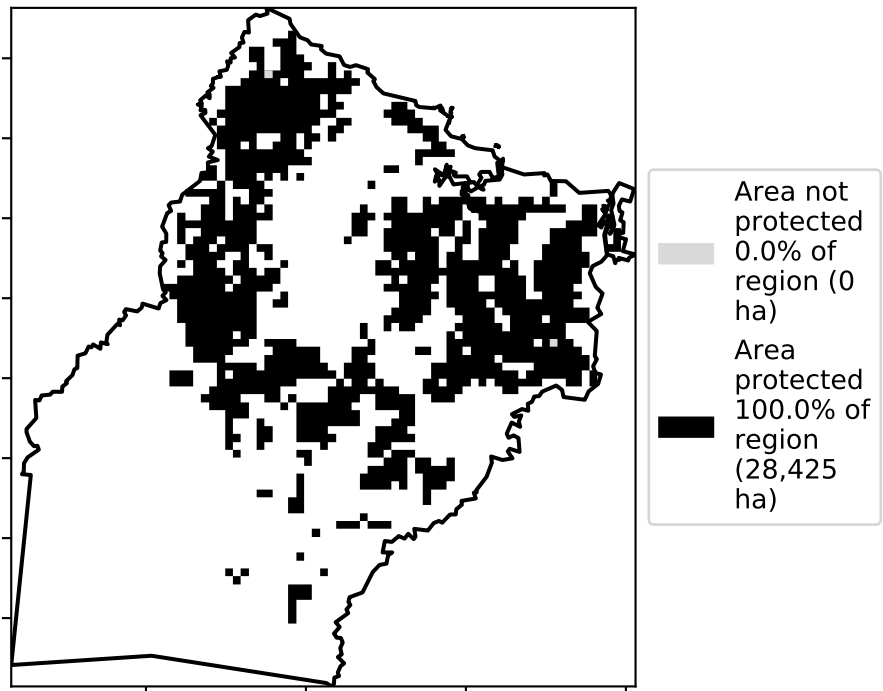 Area not
protected
0.0% of
region (0
ha)
Area
protected
100.0% of
region
(28,425
ha)